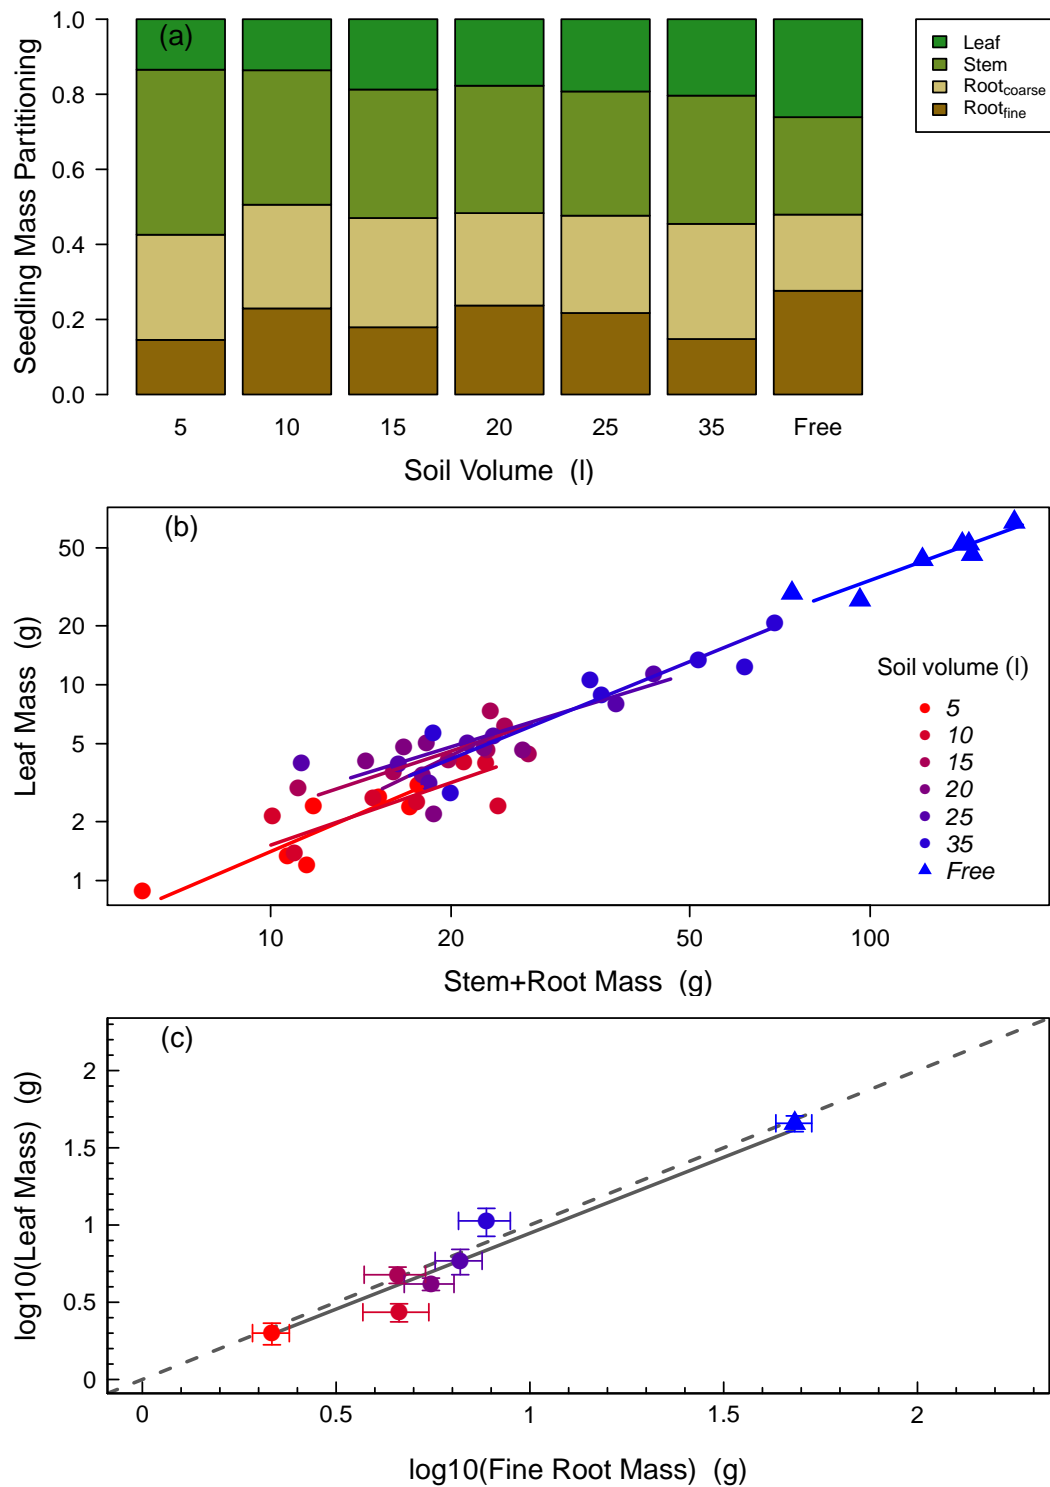 (a)
Seedling Mass Partitioning
1.0
0.8
0.6
0.4
0.2
0.0
5 10 15 20 25 35 Free
Soil Volume (l)
Leaf
Stem
Rootcoarse
Rootfine
(b)
Leaf Mass (g)
50
20
10
5
2
1
10 20 50 100
Stem+Root Mass (g)
Soil volume (l)
5
10
15
20
25
35
Free
(c)
log10(Leaf Mass) (g)
2
1.5
1
0.5
0
0 0.5 1 1.5 2
log10(Fine Root Mass) (g)